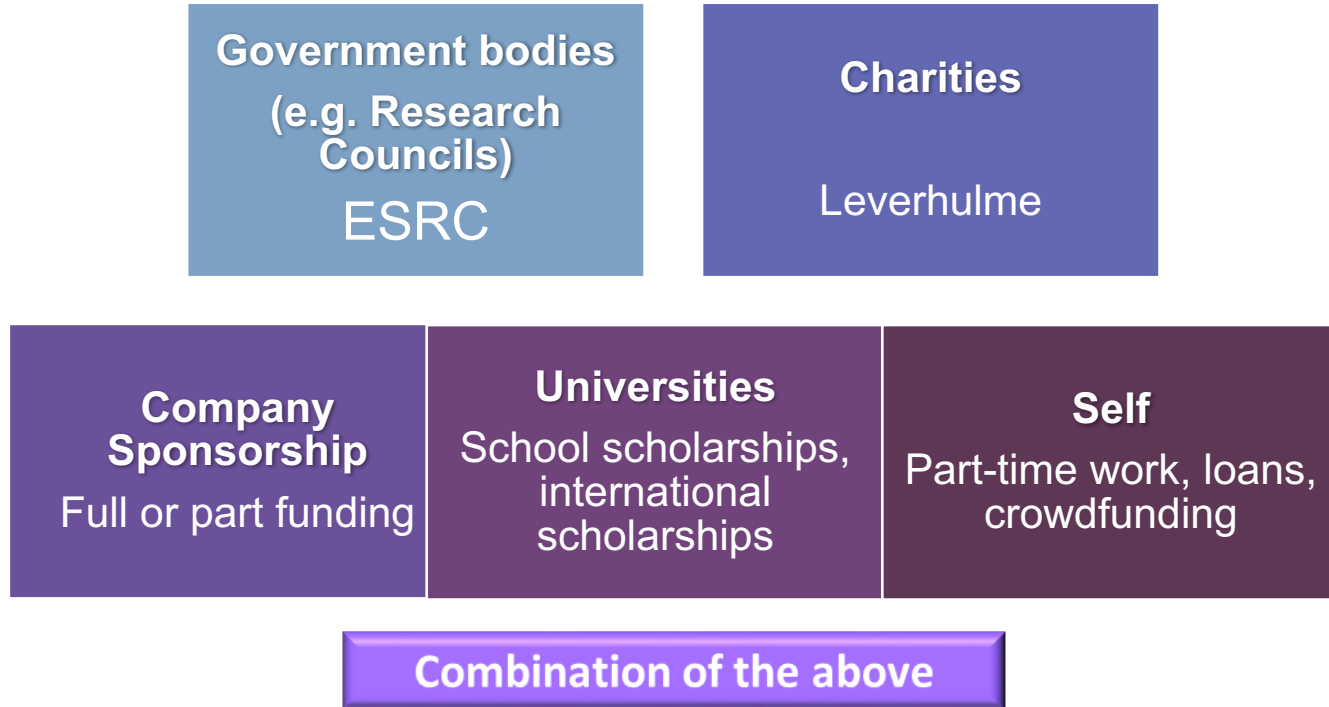 Government bodies
(e.g. Research
Councils)
ESRC
Charities
Leverhulme
Company
Sponsorship
Full or part funding
Universities
School scholarships,
international
scholarships
Self
Part-time work, loans,
crowdfunding
Combination of the above